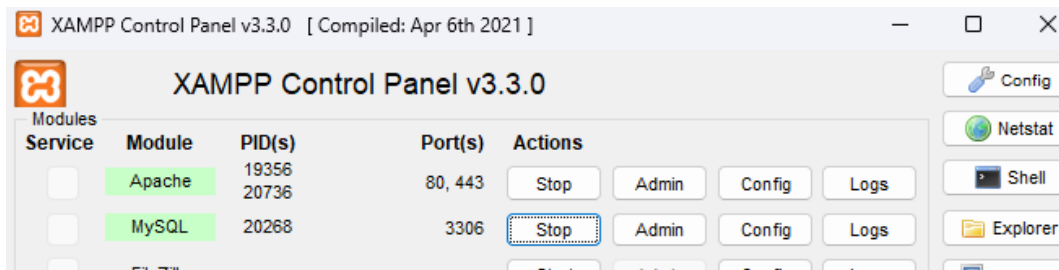 XAMPP Control Panel v3.3.0 [ Compiled: Apr 6th 2021 ]
XAMPP Control Panel v3.3.0
Config
Modules
Netstat
Service Module PID(s) Port(s) Actions
Apache 19356 20736 80, 443 Stop Admin Config Logs
Shell
MySQL 20268 3306 Stop Admin Config Logs
Explorer